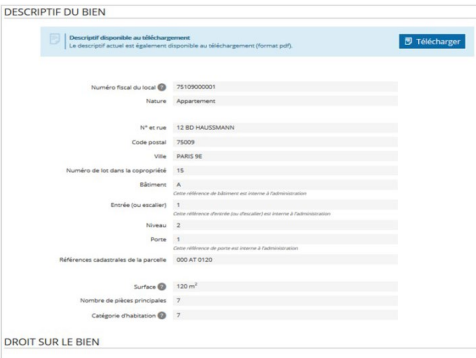 DESCRIPTIF DU BIEN
Descriptif disponible au téléchargement
Le descriptif actuel est également disponible au téléchargement (format pdf).
Télécharger
Numéro fiscal du local ? 75109000001
Nature Appartement
N° et rue 12 BD HAUSSMANN
Code postal 75009
Ville PARIS 9E
Numéro de lot dans la copropriété 15
Bâtiment A
Cette référence de bâtiment est interne à l'administration
Entrée (ou escalier) 1
Cette référence d'entrée (ou d'escalier) est interne à l'administration
Niveau 2
Porte 1
Cette référence de porte est interne à l'administration
Références cadastrales de la parcelle 000 AT 0120
Surface ? 120 m²
Nombre de pièces principales 7
Catégorie d'habitation ? 7
DROIT SUR LE BIEN